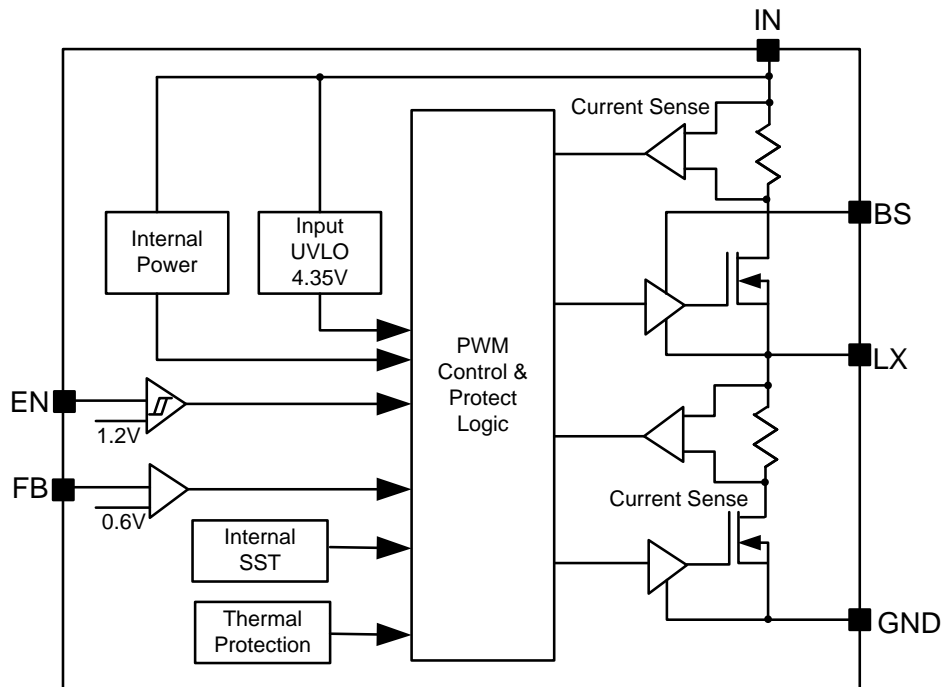 IN
Current Sense
BS
Internal
Power
Input
UVLO
4.35V
PWM
Control &
Protect
Logic
LX
EN
1.2V
FB
0.6V
Current Sense
Internal
SST
Thermal
Protection
GND